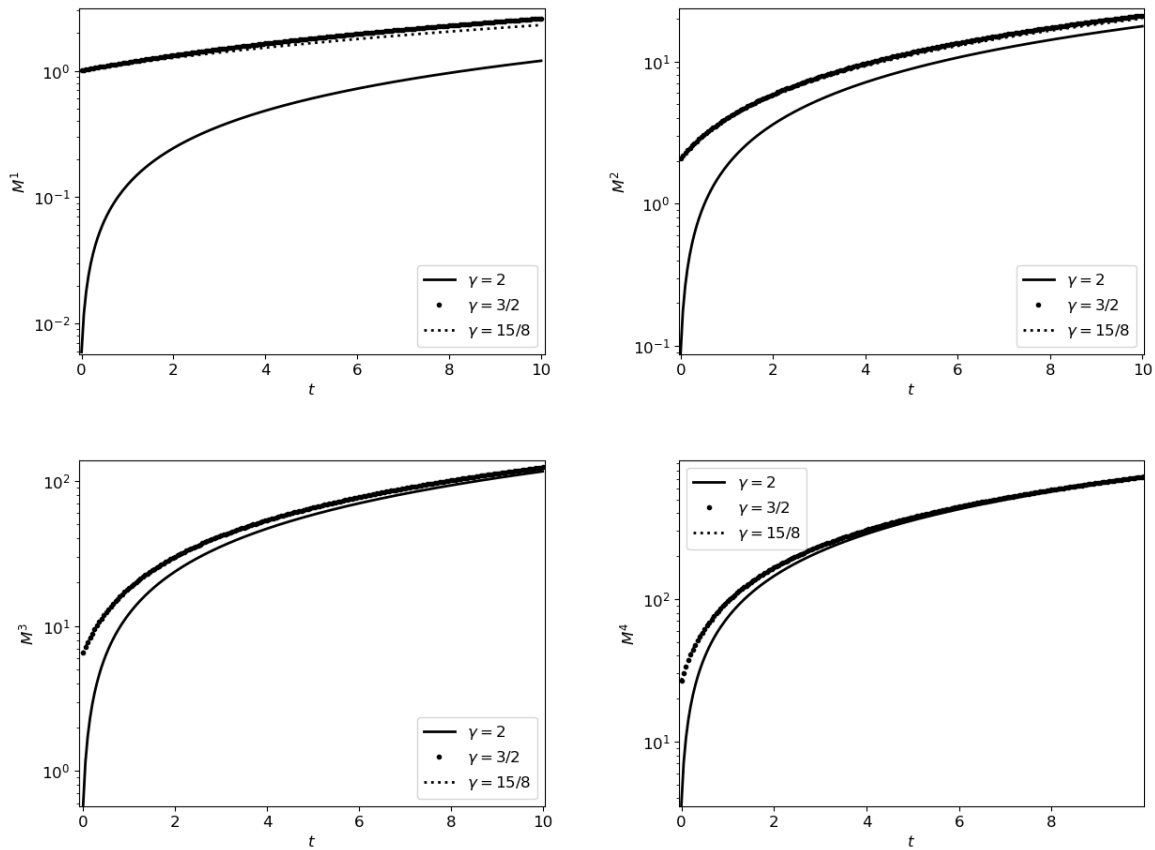 10⁰
10⁻¹
10⁻²
M¹
0 2 4 6 8 10
t
γ = 2
γ = 3/2
γ = 15/8
10¹
10⁰
10⁻¹
M²
0 2 4 6 8 10
t
γ = 2
γ = 3/2
γ = 15/8
10²
10¹
10⁰
M³
0 2 4 6 8 10
t
γ = 2
γ = 3/2
γ = 15/8
10²
10¹
M⁴
0 2 4 6 8
t
γ = 2
γ = 3/2
γ = 15/8